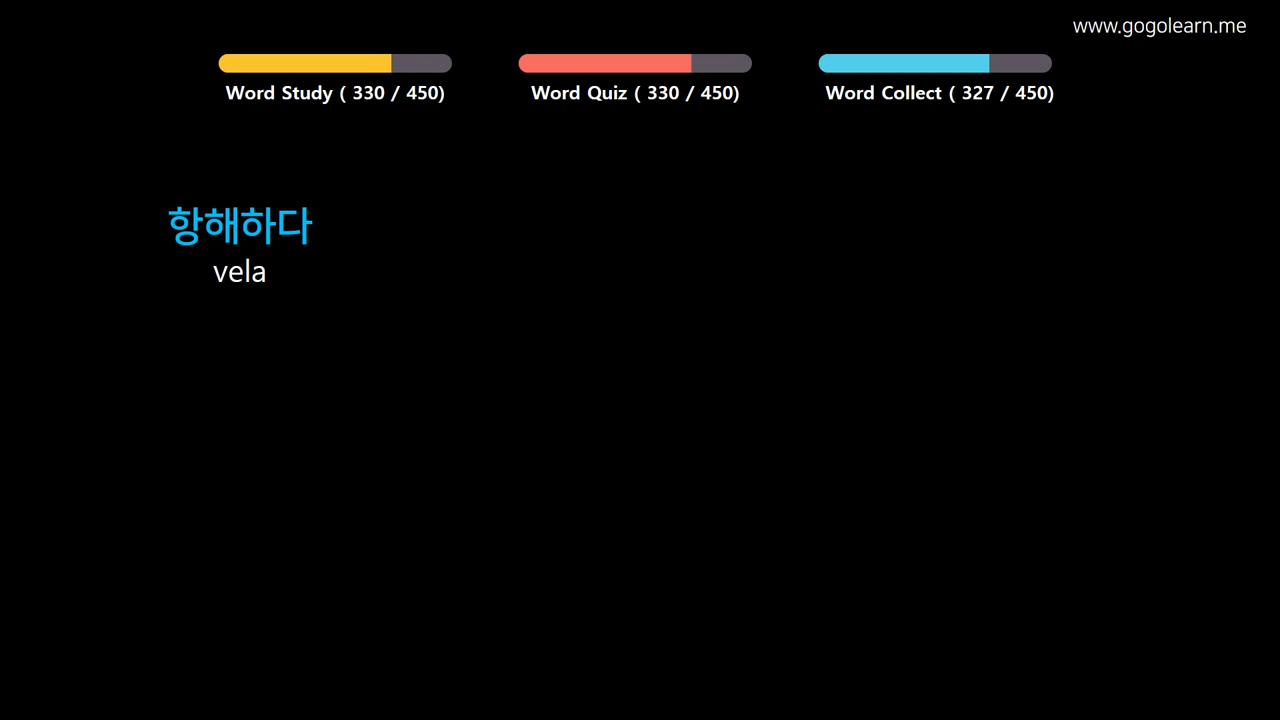 www.gogolearn.me
Word Study ( 330 / 450)
Word Quiz ( 330 / 450)
Word Collect ( 327 / 450)
항해하다
vela